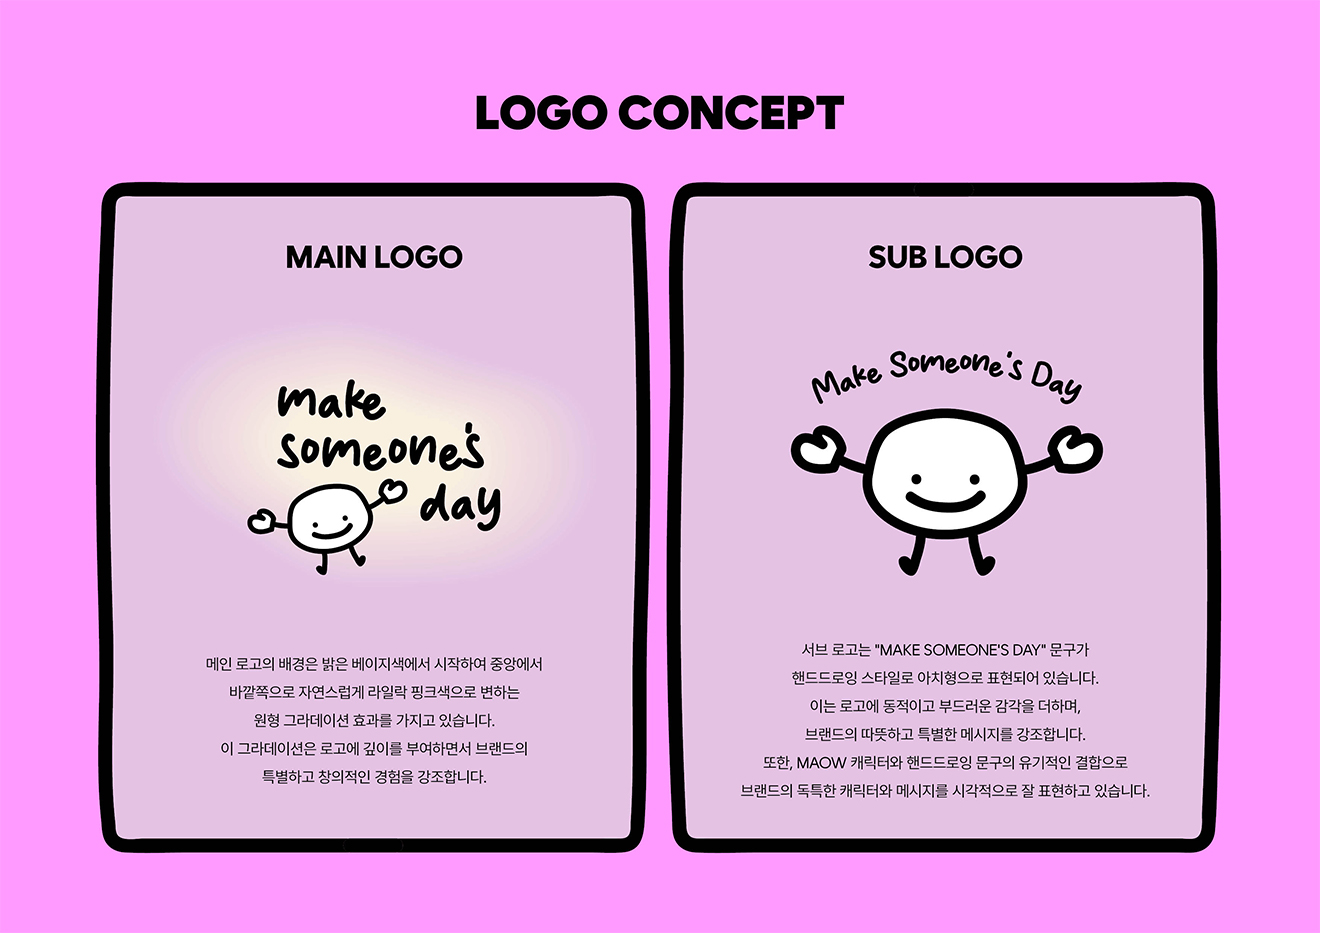 LOGO CONCEPT
MAIN LOGO
make
someone's
day
메인 로고의 배경은 밝은 베이지색에서 시작하여 중앙에서
바깥쪽으로 자연스럽게 라일락 핑크색으로 변하는
원형 그라데이션 효과를 가지고 있습니다.
이 그라데이션은 로고에 깊이를 부여하면서 브랜드의
특별하고 창의적인 경험을 강조합니다.
SUB LOGO
Make Someone's Day
서브 로고는 "MAKE SOMEONE'S DAY" 문구가
핸드드로잉 스타일로 아치형으로 표현되어 있습니다.
이는 로고에 동적이고 부드러운 감각을 더하며,
브랜드의 따뜻하고 특별한 메시지를 강조합니다.
또한, MAOW 캐릭터와 핸드드로잉 문구의 유기적인 결합으로
브랜드의 독특한 캐릭터와 메시지를 시각적으로 잘 표현하고 있습니다.